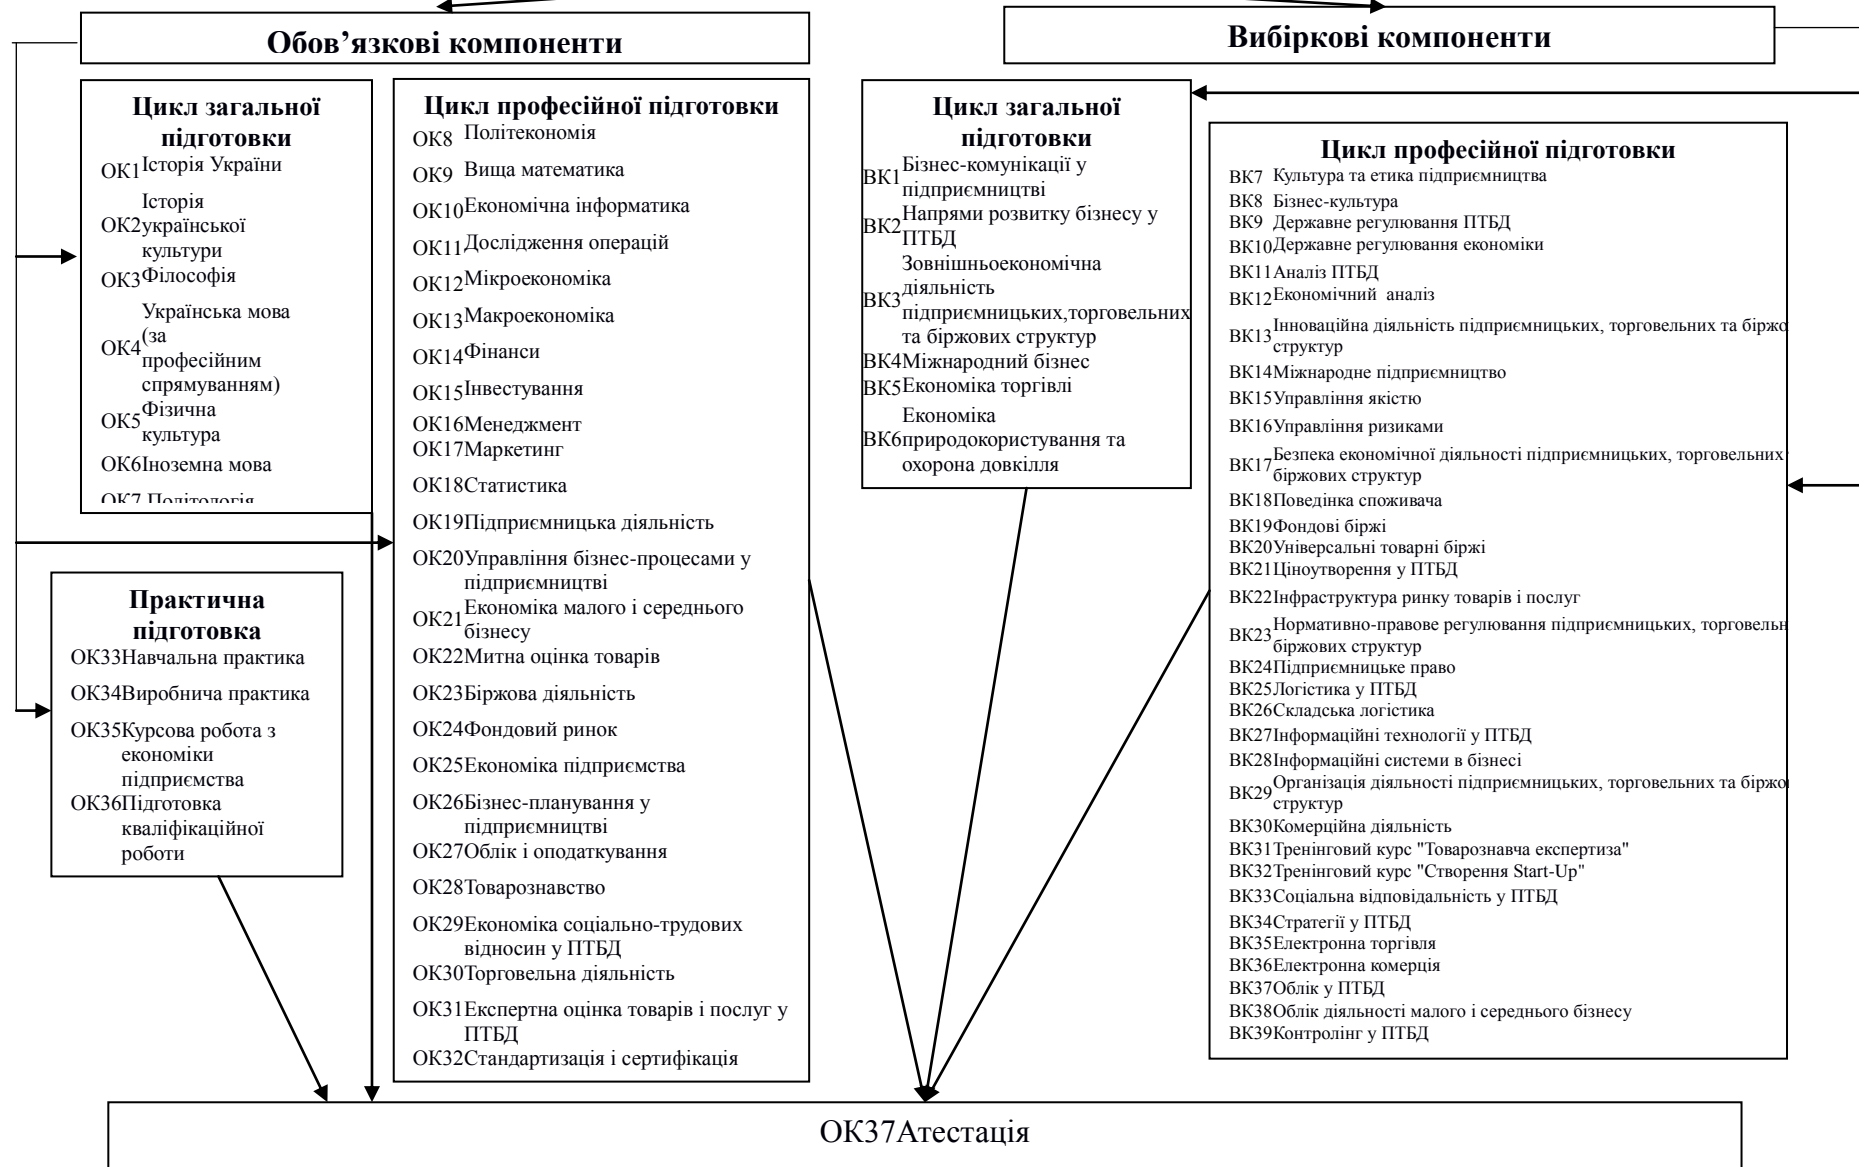 Обов’язкові компоненти
Вибіркові компоненти
Цикл загальної
підготовки
ОК1 Історія України
Історія
ОК2 української
культури
ОК3 Філософія
Українська мова
(за
ОК4
професійним
спрямуванням)
Фізична
ОК5
культура
ОК6 Іноземна мова
ОК7 Політологія
Практична
підготовка
ОК33 Навчальна практика
ОК34 Виробнича практика
ОК35 Курсова робота з
економіки
підприємства
ОК36 Підготовка
кваліфікаційної
роботи
Цикл професійної підготовки
ОК8 Політекономія
ОК9 Вища математика
ОК10 Економічна інформатика
ОК11 Дослідження операцій
ОК12 Мікроекономіка
ОК13 Макроекономіка
ОК14 Фінанси
ОК15 Інвестування
ОК16 Менеджмент
ОК17 Маркетинг
ОК18 Статистика
ОК19 Підприємницька діяльність
ОК20 Управління бізнес-процесами у
підприємництві
ОК21 Економіка малого і середнього
бізнесу
ОК22 Митна оцінка товарів
ОК23 Біржова діяльність
ОК24 Фондовий ринок
ОК25 Економіка підприємства
ОК26 Бізнес-планування у
підприємництві
ОК27 Облік і оподаткування
ОК28 Товарознавство
ОК29 Економіка соціально-трудових
відносин у ПТБД
ОК30 Торговельна діяльність
ОК31 Експертна оцінка товарів і послуг у
ПТБД
ОК32 Стандартизація і сертифікація
Цикл загальної
підготовки
ВК1 Бізнес-комунікації у
підприємництві
ВК2 Напрями розвитку бізнесу у
ПТБД
Зовнішньоекономічна
діяльність
ВК3 підприємницьких,торговельних
та біржових структур
ВК4 Міжнародний бізнес
ВК5 Економіка торгівлі
Економіка
ВК6 природокористування та
охорона довкілля
Цикл професійної підготовки
ВК7 Культура та етика підприємництва
ВК8 Бізнес-культура
ВК9 Державне регулювання ПТБД
ВК10 Державне регулювання економіки
ВК11 Аналіз ПТБД
ВК12 Економічний аналіз
ВК13 Інноваційна діяльність підприємницьких, торговельних та біржо
структур
ВК14 Міжнародне підприємництво
ВК15 Управління якістю
ВК16 Управління ризиками
ВК17 Безпека економічної діяльності підприємницьких, торговельних
біржових структур
ВК18 Поведінка споживача
ВК19 Фондові біржі
ВК20 Універсальні товарні біржі
ВК21 Ціноутворення у ПТБД
ВК22 Інфраструктура ринку товарів і послуг
ВК23 Нормативно-правове регулювання підприємницьких, торговельн
біржових структур
ВК24 Підприємницьке право
ВК25 Логістика у ПТБД
ВК26 Складська логістика
ВК27 Інформаційні технології у ПТБД
ВК28 Інформаційні системи в бізнесі
ВК29 Організація діяльності підприємницьких, торговельних та біржо
структур
ВК30 Комерційна діяльність
ВК31 Тренінговий курс "Товарознавча експертиза"
ВК32 Тренінговий курс "Створення Start-Up"
ВК33 Соціальна відповідальність у ПТБД
ВК34 Стратегії у ПТБД
ВК35 Електронна торгівля
ВК36 Електронна комерція
ВК37 Облік у ПТБД
ВК38 Облік діяльності малого і середнього бізнесу
ВК39 Контролінг у ПТБД
ОК37 Атестація